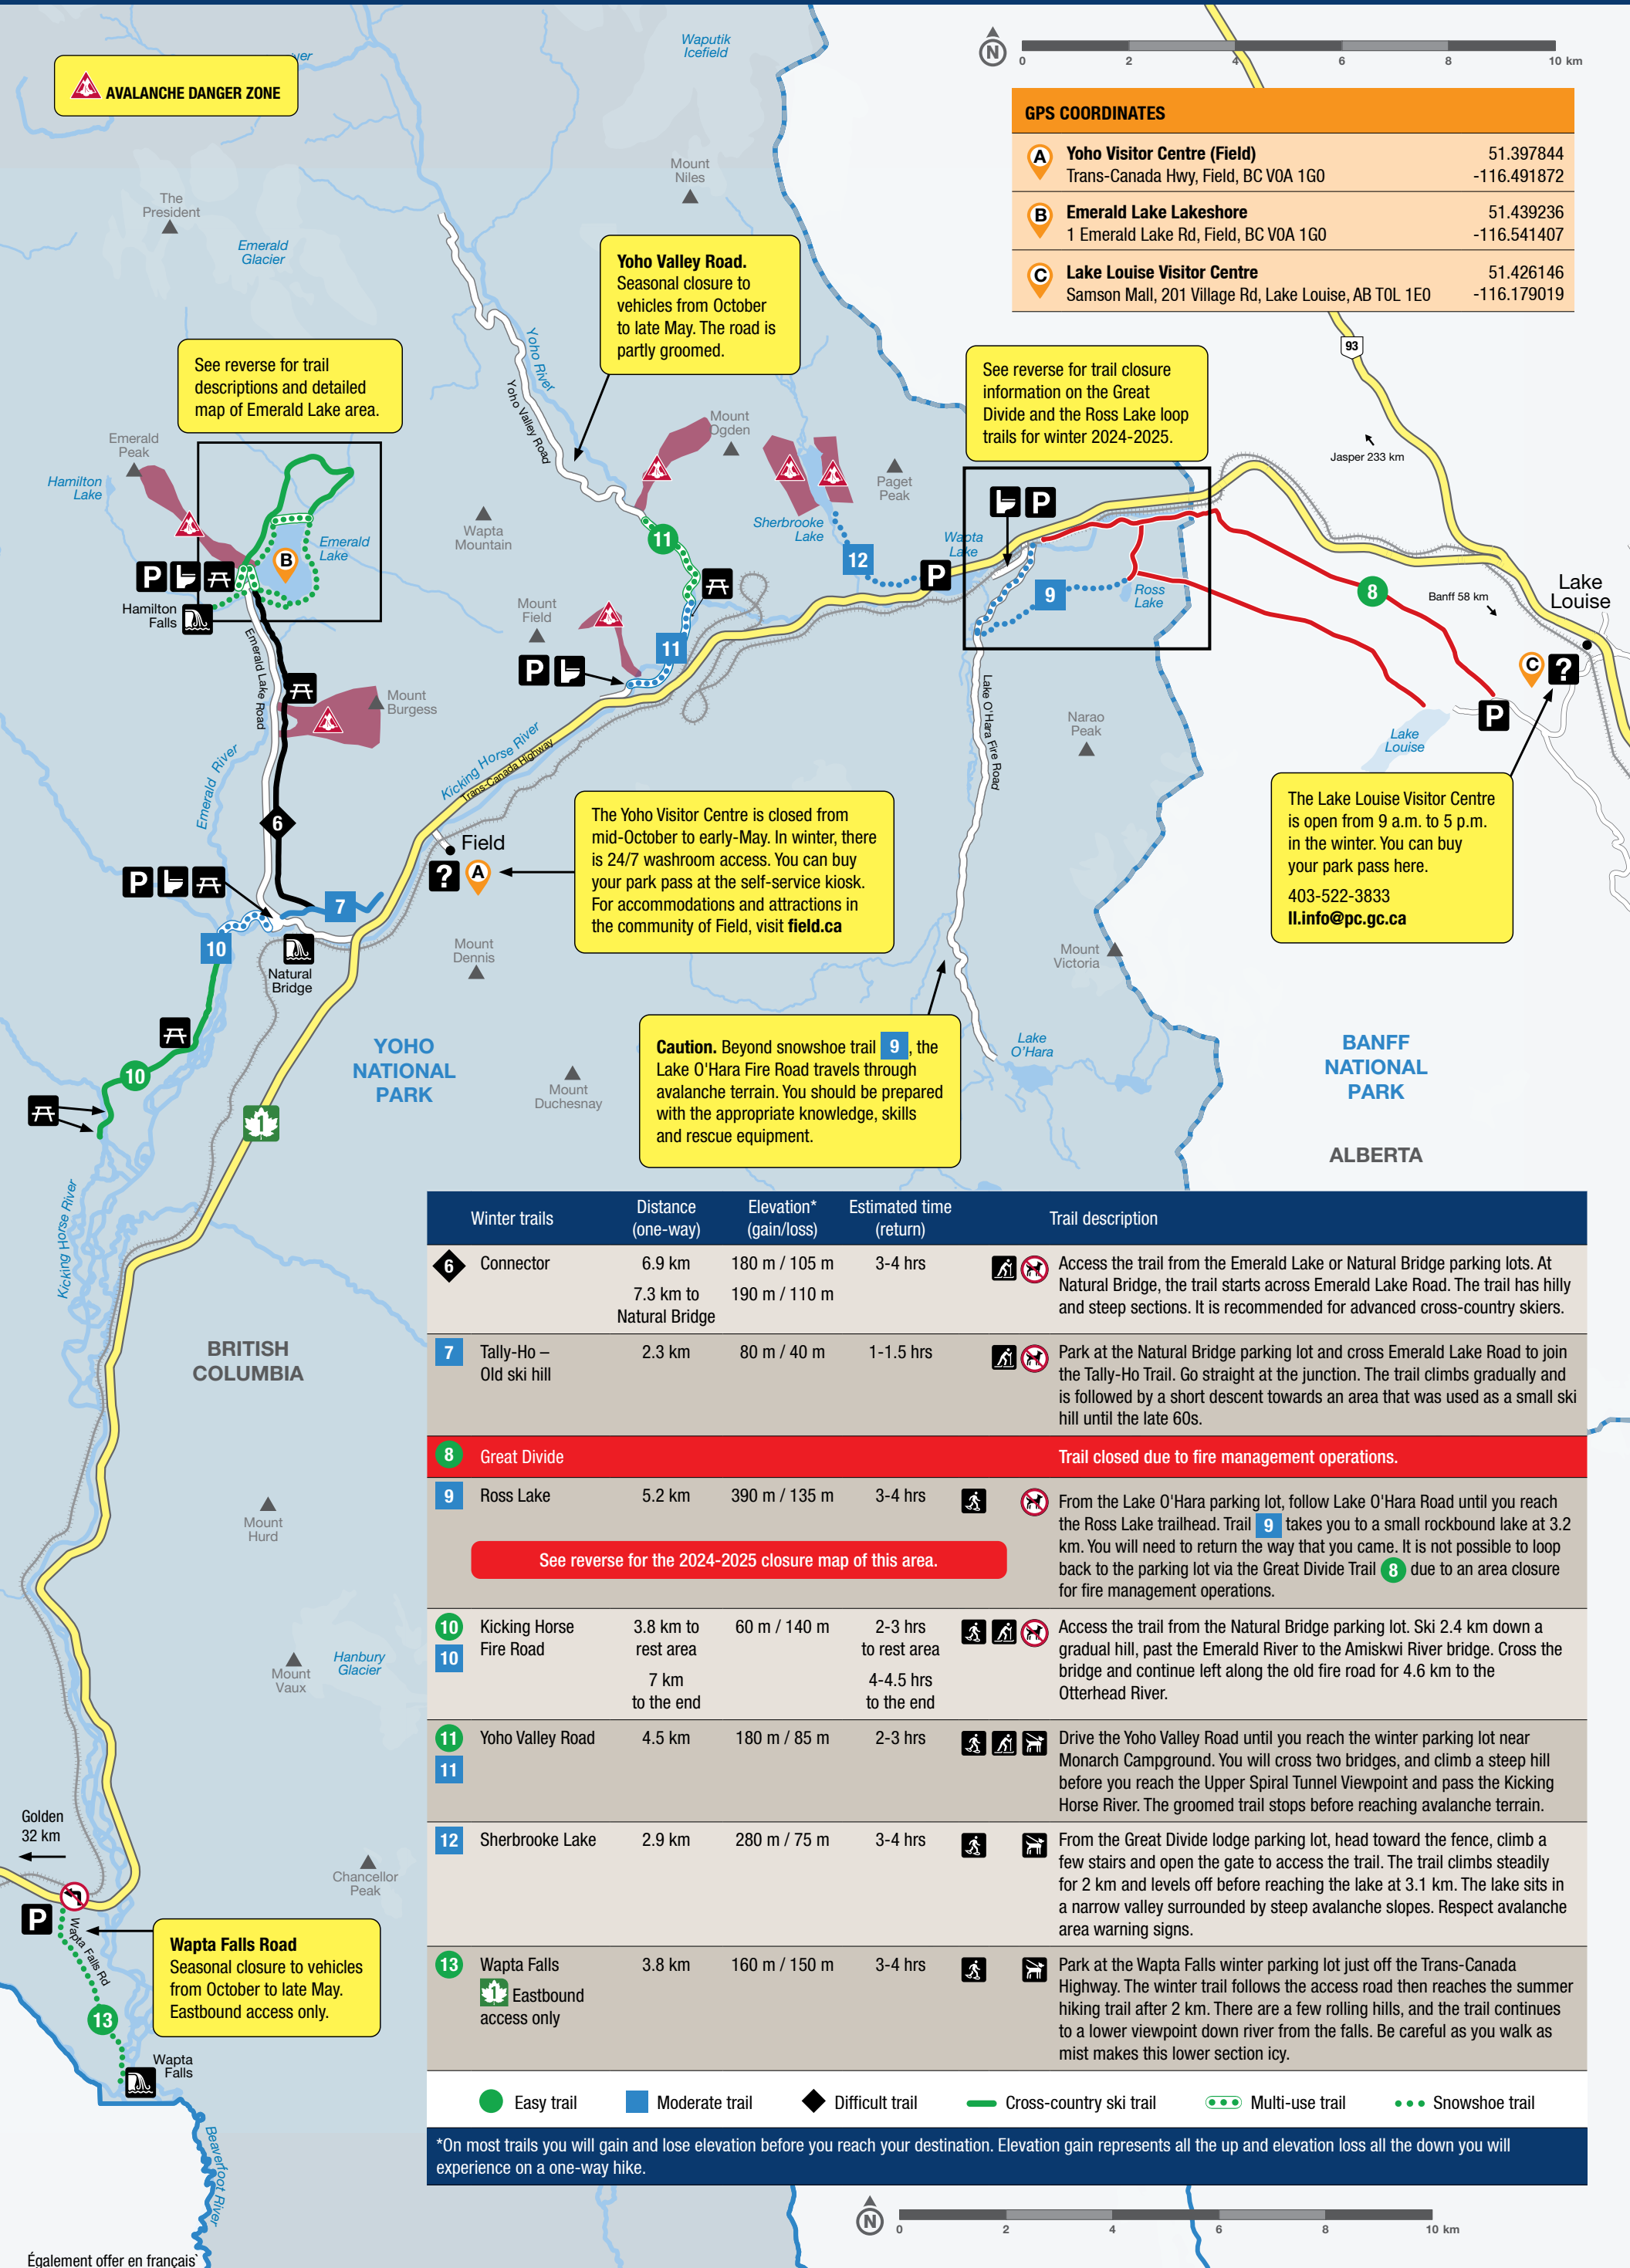 AVALANCHE DANGER ZONE
Waputik
Icefield
N
0 2 4 6 8 10 km
GPS COORDINATES
A Yoho Visitor Centre (Field) 51.397844
Trans-Canada Hwy, Field, BC V0A 1G0 -116.491872
B Emerald Lake Lakeshore 51.439236
1 Emerald Lake Rd, Field, BC V0A 1G0 -116.541407
C Lake Louise Visitor Centre 51.426146
Samson Mall, 201 Village Rd, Lake Louise, AB T0L 1E0 -116.179019
Mount
Niles
The
President
Emerald
Glacier
Yoho Valley Road.
Seasonal closure to
vehicles from October
to late May. The road is
partly groomed.
See reverse for trail
descriptions and detailed
map of Emerald Lake area.
See reverse for trail closure
information on the Great
Divide and the Ross Lake loop
trails for winter 2024-2025.
93
Jasper 233 km
Yoho River
Yoho Valley Road
Mount
Ogden
Emerald
Peak
Hamilton
Lake
Wapta
Mountain
Paget
Peak
Sherbrooke
Lake
Emerald
Lake
B
P
Hamilton
Falls
11
12
P
P
Wapta
Lake
9
Ross
Lake
8
Banff 58 km
Lake
Louise
C
?
P
Lake
Louise
Mount
Field
P
11
Emerald Lake Road
Mount
Burgess
Lake O'Hara Fire Road
Narao
Peak
Emerald River
Kicking Horse River
Trans-Canada Highway
6
Field
?
A
The Yoho Visitor Centre is closed from
mid-October to early-May. In winter, there
is 24/7 washroom access. You can buy
your park pass at the self-service kiosk.
For accommodations and attractions in
the community of Field, visit field.ca
The Lake Louise Visitor Centre
is open from 9 a.m. to 5 p.m.
in the winter. You can buy
your park pass here.
403-522-3833
ll.info@pc.gc.ca
P
7
10
Natural
Bridge
Mount
Dennis
Mount
Victoria
Caution. Beyond snowshoe trail 9 , the
Lake O'Hara Fire Road travels through
avalanche terrain. You should be prepared
with the appropriate knowledge, skills
and rescue equipment.
Lake
O'Hara
YOHO
NATIONAL
PARK
BANFF
NATIONAL
PARK
10
Mount
Duchesnay
1
ALBERTA
Kicking Horse River
BRITISH
COLUMBIA
Mount
Hurd
Mount
Vaux
Hanbury
Glacier
Golden
32 km
Chancellor
Peak
P
Wapta Falls Rd
Wapta Falls Road
Seasonal closure to vehicles
from October to late May.
Eastbound access only.
13
Wapta
Falls
Beaverfoot River
Winter trails Distance (one-way) Elevation* (gain/loss) Estimated time (return) Trail description
6 Connector 6.9 km 180 m / 105 m 3-4 hrs
7.3 km to Natural Bridge 190 m / 110 m
Access the trail from the Emerald Lake or Natural Bridge parking lots. At
Natural Bridge, the trail starts across Emerald Lake Road. The trail has hilly
and steep sections. It is recommended for advanced cross-country skiers.
7 Tally-Ho – 2.3 km 80 m / 40 m 1-1.5 hrs
Old ski hill
Park at the Natural Bridge parking lot and cross Emerald Lake Road to join
the Tally-Ho Trail. Go straight at the junction. The trail climbs gradually and
is followed by a short descent towards an area that was used as a small ski
hill until the late 60s.
8 Great Divide Trail closed due to fire management operations.
9 Ross Lake 5.2 km 390 m / 135 m 3-4 hrs
See reverse for the 2024-2025 closure map of this area.
From the Lake O'Hara parking lot, follow Lake O'Hara Road until you reach
the Ross Lake trailhead. Trail 9 takes you to a small rockbound lake at 3.2
km. You will need to return the way that you came. It is not possible to loop
back to the parking lot via the Great Divide Trail 8 due to an area closure
for fire management operations.
10 Kicking Horse 3.8 km to 60 m / 140 m 2-3 hrs
10 Fire Road rest area to rest area
7 km 4-4.5 hrs
to the end to the end
Access the trail from the Natural Bridge parking lot. Ski 2.4 km down a
gradual hill, past the Emerald River to the Amiskwi River bridge. Cross the
bridge and continue left along the old fire road for 4.6 km to the
Otterhead River.
11 Yoho Valley Road 4.5 km 180 m / 85 m 2-3 hrs
11
Drive the Yoho Valley Road until you reach the winter parking lot near
Monarch Campground. You will cross two bridges, and climb a steep hill
before you reach the Upper Spiral Tunnel Viewpoint and pass the Kicking
Horse River. The groomed trail stops before reaching avalanche terrain.
12 Sherbrooke Lake 2.9 km 280 m / 75 m 3-4 hrs
From the Great Divide lodge parking lot, head toward the fence, climb a
few stairs and open the gate to access the trail. The trail climbs steadily
for 2 km and levels off before reaching the lake at 3.1 km. The lake sits in
a narrow valley surrounded by steep avalanche slopes. Respect avalanche
area warning signs.
13 Wapta Falls 3.8 km 160 m / 150 m 3-4 hrs
1 Eastbound
access only
Park at the Wapta Falls winter parking lot just off the Trans-Canada
Highway. The winter trail follows the access road then reaches the summer
hiking trail after 2 km. There are a few rolling hills, and the trail continues
to a lower viewpoint down river from the falls. Be careful as you walk as
mist makes this lower section icy.
Easy trail Moderate trail Difficult trail Cross-country ski trail Multi-use trail Snowshoe trail
*On most trails you will gain and lose elevation before you reach your destination. Elevation gain represents all the up and elevation loss all the down you will
experience on a one-way hike.
N
0 2 4 6 8 10 km
Également offer en français